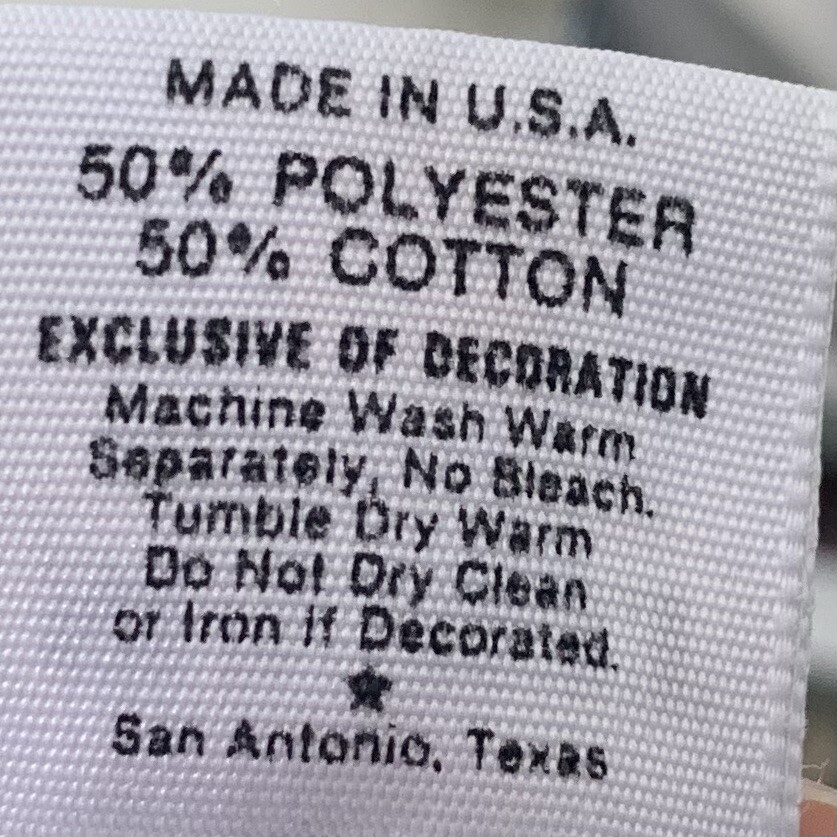 MADE IN U.S.A.
50% POLYESTER
50% COTTON
EXCLUSIVE OF DECORATION
Machine Wash Warm
Separately, No Bleach.
Tumble Dry Warm
Do Not Dry Clean
or Iron if Decorated.
San Antonio, Texas